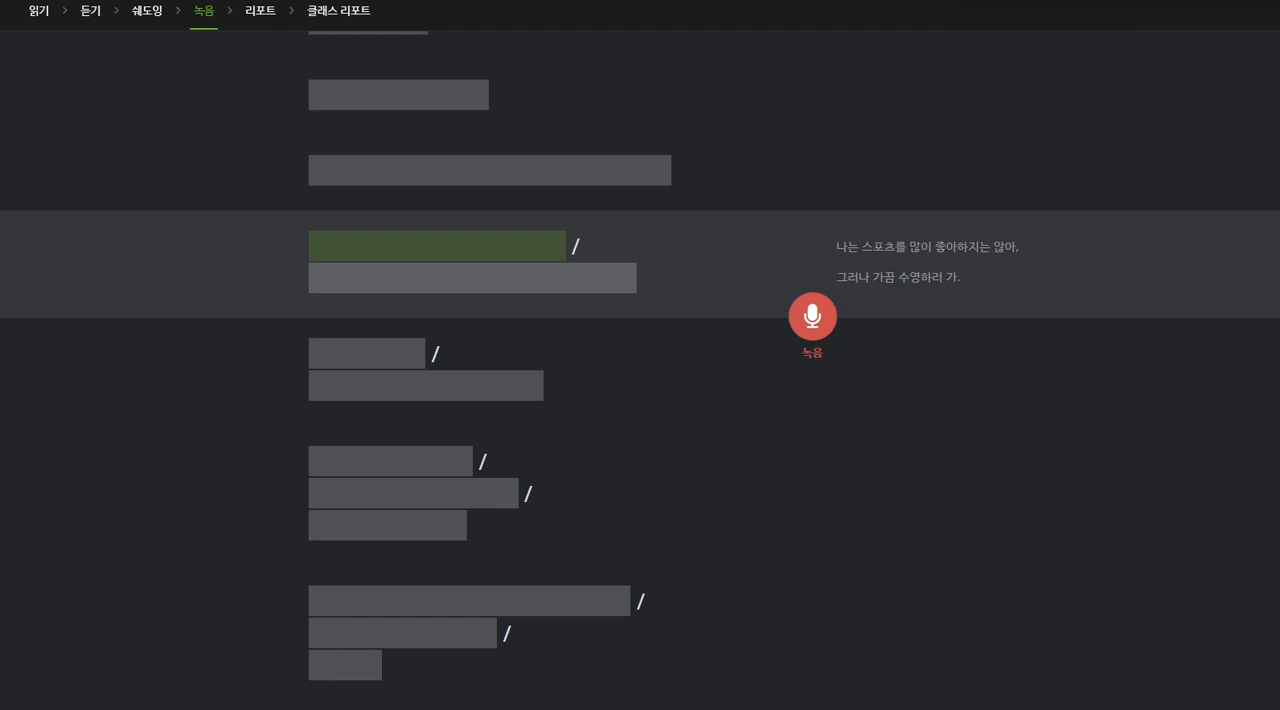 읽기 > 듣기 > 쉐도잉 > 녹음 > 리포트 > 클래스 리포트
/ 나는 스포츠를 많이 좋아하지는 않아,
그러나 가끔 수영하러 가.
녹음
/
/
/
/
/